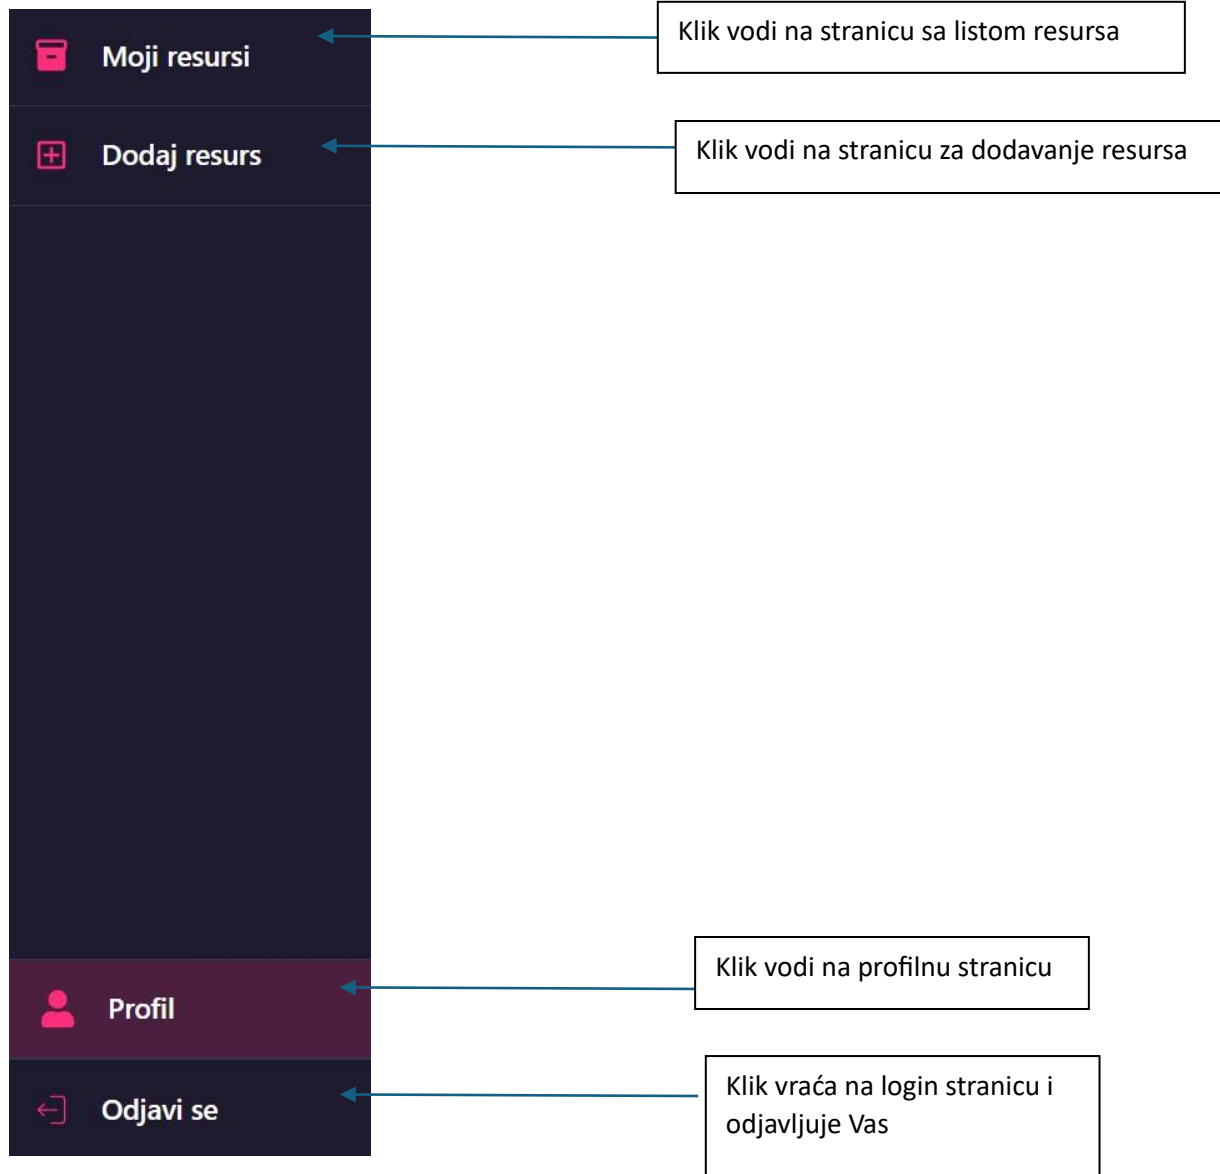 Moji resursi
Klik vodi na stranicu sa listom resursa
Dodaj resurs
Klik vodi na stranicu za dodavanje resursa
Profil
Klik vodi na profilnu stranicu
Odjavi se
Klik vraća na login stranicu i
odjavljuje Vas